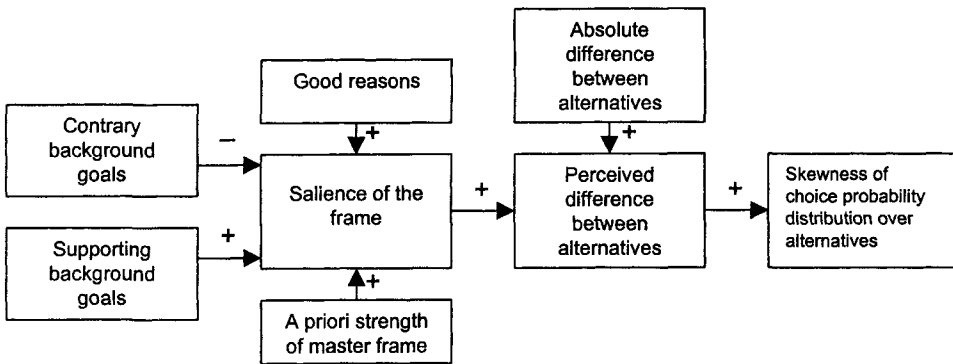 Absolute
difference
between
alternatives
Good reasons
+
+
Contrary
background
goals
–
Salience of the
frame
+
Perceived
difference
between
alternatives
+
Skewness of
choice probability
distribution over
alternatives
Supporting
background
goals
+
+
A priori strength
of master frame